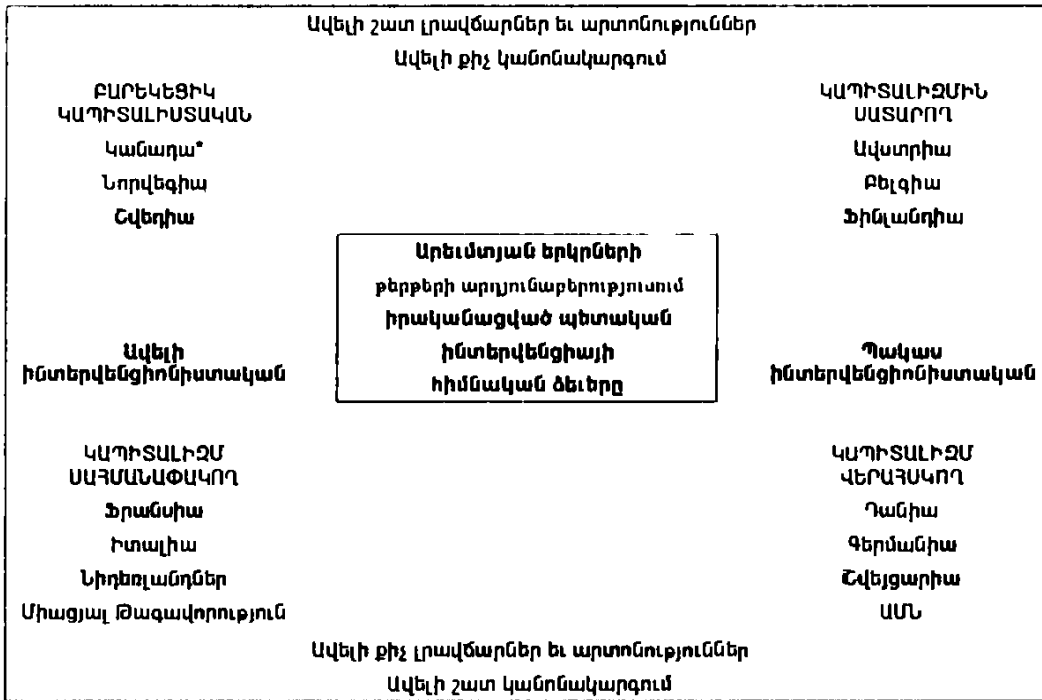 Ավելի շատ լրավճարներ եւ արտոնություններ
Ավելի քիչ կանոնակարգում
ԲԱՐԵԿԵՑԻԿ
ԿԱՊԻՏԱԼԻՍՏԱԿԱՆ
Կանադա*
Նորվեգիա
Շվեդիա
ԿԱՊԻՏԱԼԻԶՄԻՆ
ՍԱՏԱՐՈՂ
Ավստրիա
Բելգիա
Ֆինլանդիա
Արեւմտյան երկրների
թերթերի արդյունաբերությունում
իրականացված պետական
ինտերվենցիայի
հիմնական ձեւերը
Ավելի
ինտերվենցիոնիստական
Պակաս
ինտերվենցիոնիստական
ԿԱՊԻՏԱԼԻԶՄ
ՍԱՀՄԱՆԱՓԱԿՈՂ
Ֆրանսիա
Իտալիա
Նիդեռլանդներ
Միացյալ Թագավորություն
ԿԱՊԻՏԱԼԻԶՄ
ՎԵՐԱՀՍԿՈՂ
Դանիա
Գերմանիա
Շվեյցարիա
ԱՄՆ
Ավելի քիչ լրավճարներ եւ արտոնություններ
Ավելի շատ կանոնակարգում